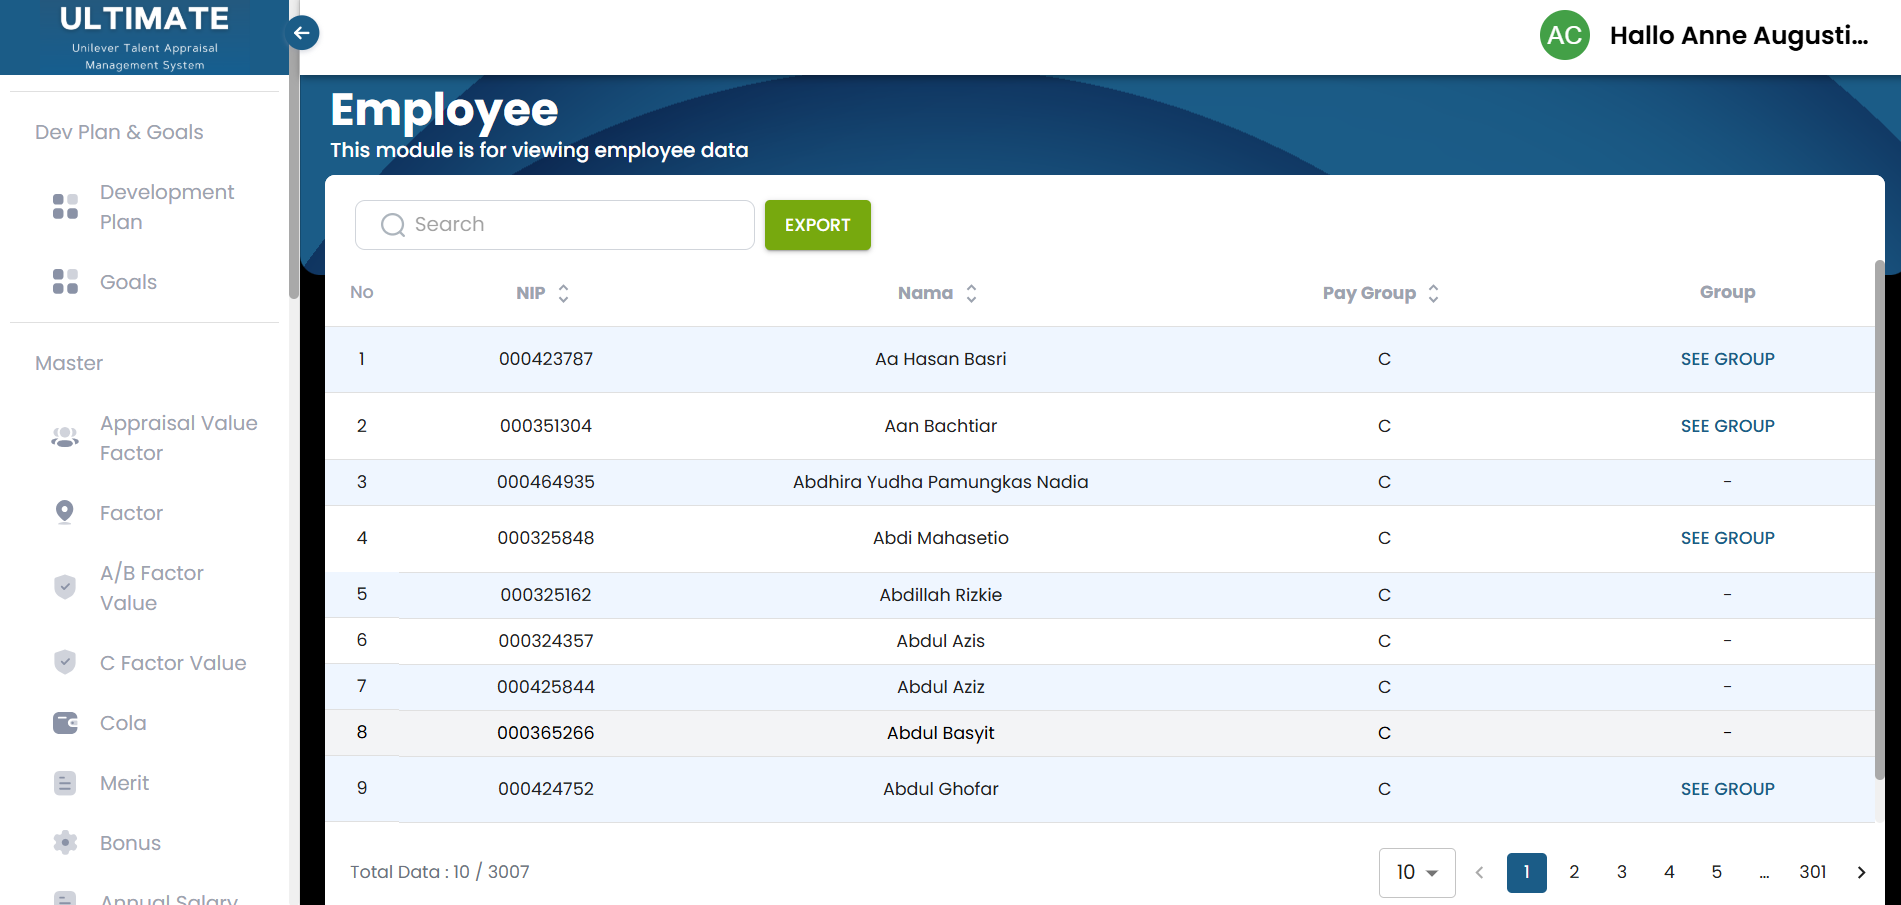 ULTIMATE
Unilever Talent Appraisal
Management System
AC
Hallo Anne Augusti...
Dev Plan & Goals
Development
Plan
Goals
Master
Appraisal Value
Factor
Factor
A/B Factor
Value
C Factor Value
Cola
Merit
Bonus
Annual Salary
Employee
This module is for viewing employee data
Search
EXPORT
No NIP Nama Pay Group Group
1 000423787 Aa Hasan Basri C SEE GROUP
2 000351304 Aan Bachtiar C SEE GROUP
3 000464935 Abdhira Yudha Pamungkas Nadia C -
4 000325848 Abdi Mahasetio C SEE GROUP
5 000325162 Abdillah Rizkie C -
6 000324357 Abdul Azis C -
7 000425844 Abdul Aziz C -
8 000365266 Abdul Basyit C -
9 000424752 Abdul Ghofar C SEE GROUP
Total Data : 10 / 3007
10 1 2 3 4 5 ... 301